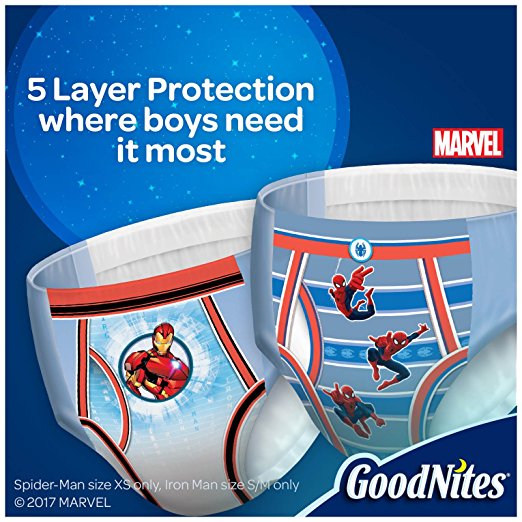 5 Layer Protection
where boys need
it most
MARVEL
GoodNites®
Spider-Man size XS only, Iron Man size S/M only
© 2017 MARVEL